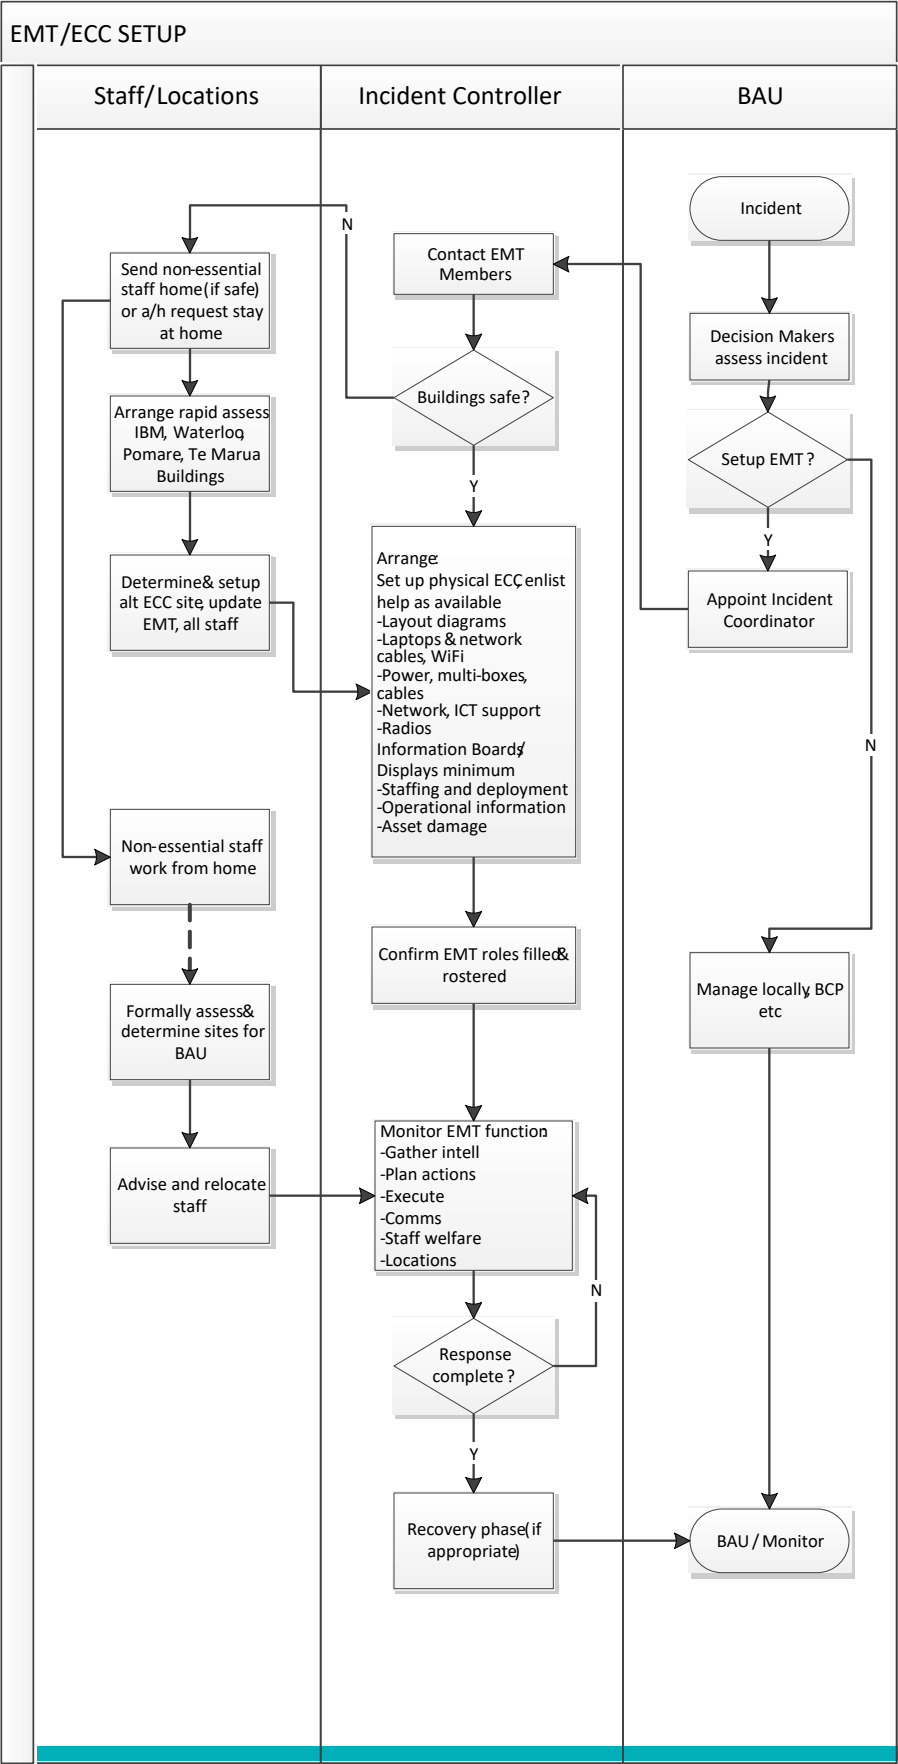 EMT/ECC SETUP
Staff/Locations
Incident Controller
BAU
Incident
N
Contact EMT
Members
Send non-essential
staff home(if safe)
or a/h request stay
at home
Decision Makers
assess incident
Buildings safe?
Arrange rapid assess
IBM, Waterloo,
Pomare, Te Marua
Buildings
Setup EMT?
Y
Y
Arrange:
Set up physical ECC, enlist
help as available
-Layout diagrams
-Laptops & network
cables, WiFi
-Power, multi-boxes,
cables
-Network, ICT support
-Radios
Information Boards/
Displays minimum
-Staffing and deployment
-Operational information
-Asset damage
Determine& setup
alt ECC site, update
EMT, all staff
Appoint Incident
Coordinator
N
Non-essential staff
work from home
Confirm EMT roles filled&
rostered
Manage locally, BCP
etc
Formally assess&
determine sites for
BAU
Monitor EMT function:
-Gather intell
-Plan actions
-Execute
-Comms
-Staff welfare
-Locations
Advise and relocate
staff
N
Response
complete?
Y
Recovery phase(if
appropriate)
BAU / Monitor